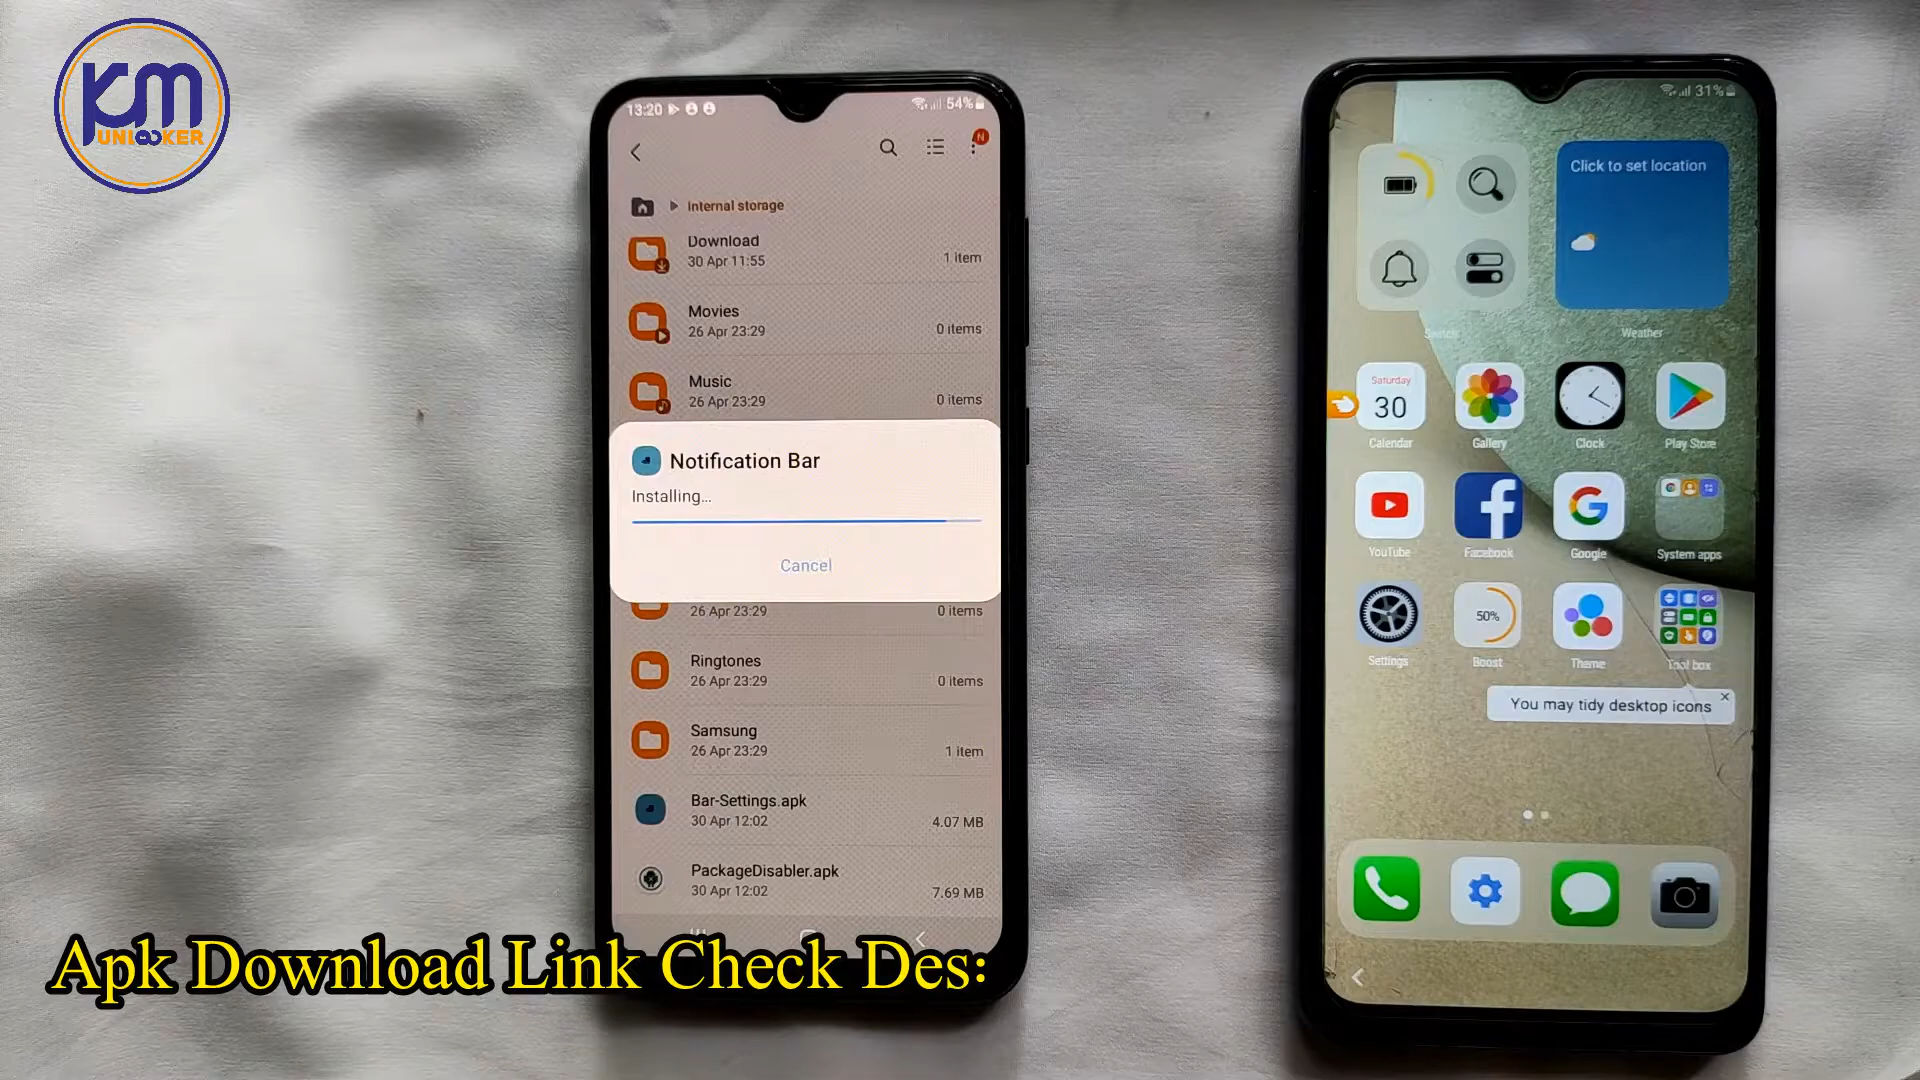 KM
UNLOCKER
13:20
54%
N
Internal storage
Download
30 Apr 11:55
1 item
Movies
26 Apr 23:29
0 items
Music
26 Apr 23:29
0 items
Notification Bar
Installing...
Cancel
26 Apr 23:29
0 items
Ringtones
26 Apr 23:29
0 items
Samsung
26 Apr 23:29
1 item
Bar-Settings.apk
30 Apr 12:02
4.07 MB
PackageDisabler.apk
30 Apr 12:02
7.69 MB
31%
Click to set location
Switch
Weather
Saturday
30
Calendar
Gallery
Clock
Play Store
YouTube
Facebook
Google
System apps
50%
Settings
Boost
Theme
Tool box
You may tidy desktop icons
Apk Download Link Check Des: